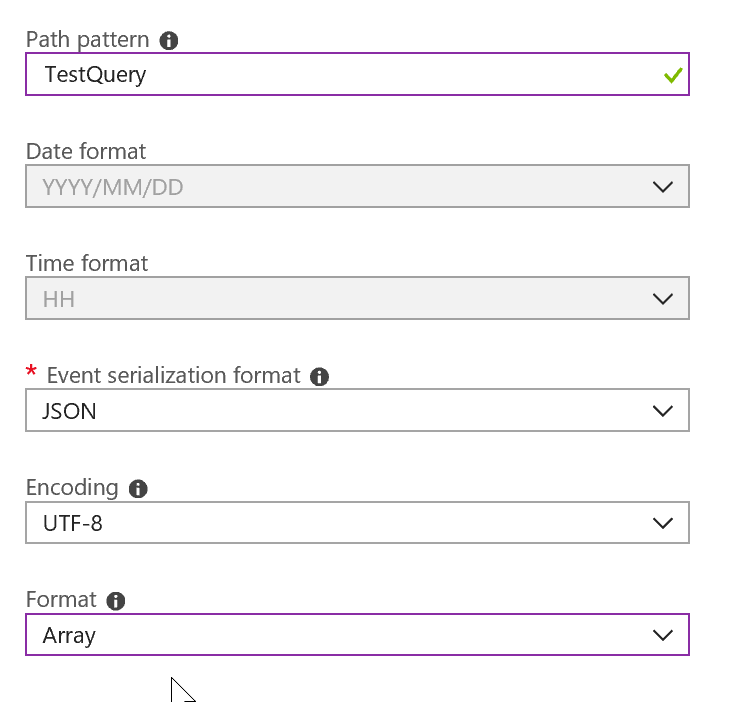 Path pattern
TestQuery
Date format
YYYY/MM/DD
Time format
HH
* Event serialization format
JSON
Encoding
UTF-8
Format
Array